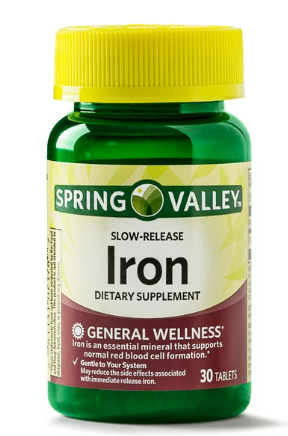 SPRING VALLEY™
SLOW-RELEASE
Iron
DIETARY SUPPLEMENT
GENERAL WELLNESS*
Iron is an essential mineral that supports
normal red blood cell formation.*
✓ Gentle to Your System
May reduce the side effects associated
with immediate release iron.
30 TABLETS